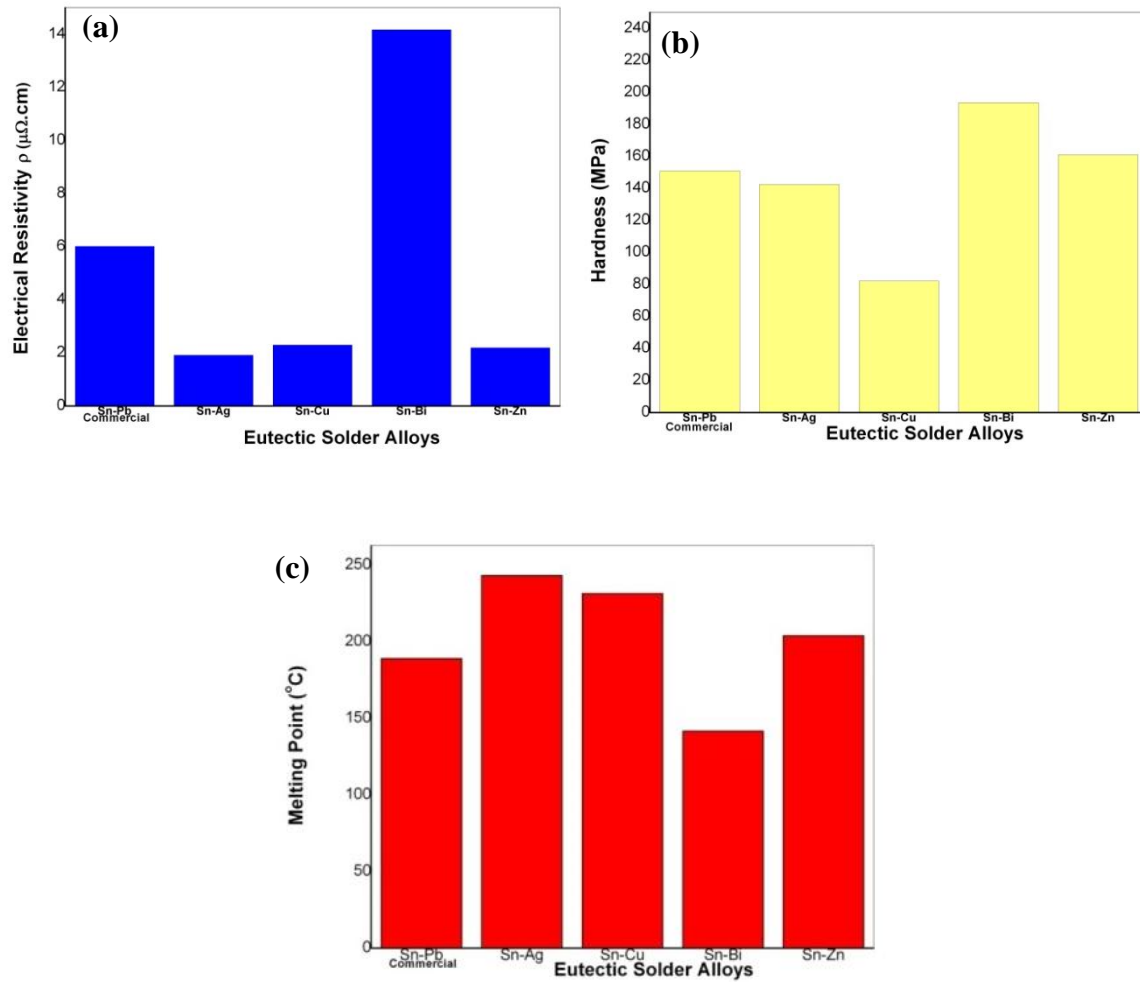 (a)
Electrical Resistivity ρ (μΩ.cm)
14
12
10
8
6
4
2
0
Sn-Pb Sn-Ag Sn-Cu Sn-Bi Sn-Zn
Commercial
Eutectic Solder Alloys
(b)
Hardness (MPa)
240
220
200
180
160
140
120
100
80
60
40
20
0
Sn-Pb Sn-Ag Sn-Cu Sn-Bi Sn-Zn
Commercial
Eutectic Solder Alloys
(c)
Melting Point (°C)
250
200
150
100
50
0
Sn-Pb Sn-Ag Sn-Cu Sn-Bi Sn-Zn
Commercial
Eutectic Solder Alloys